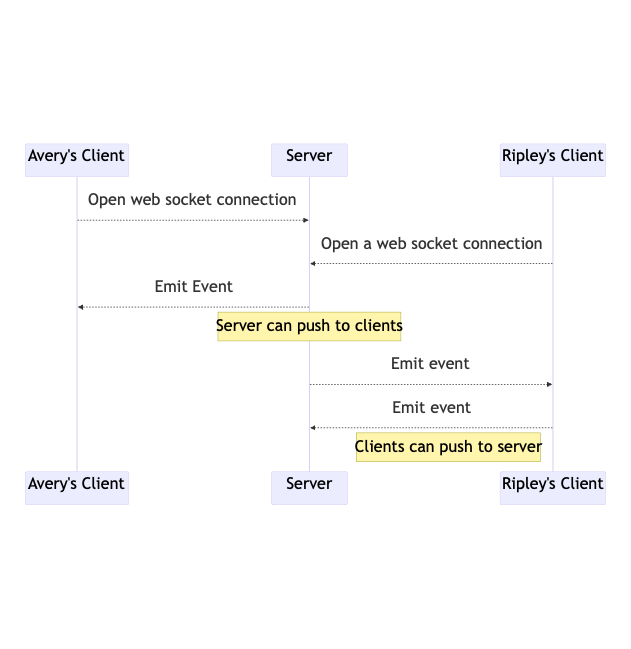 Avery's Client
Server
Ripley's Client
Open web socket connection
Open a web socket connection
Emit Event
Server can push to clients
Emit event
Emit event
Clients can push to server
Avery's Client
Server
Ripley's Client